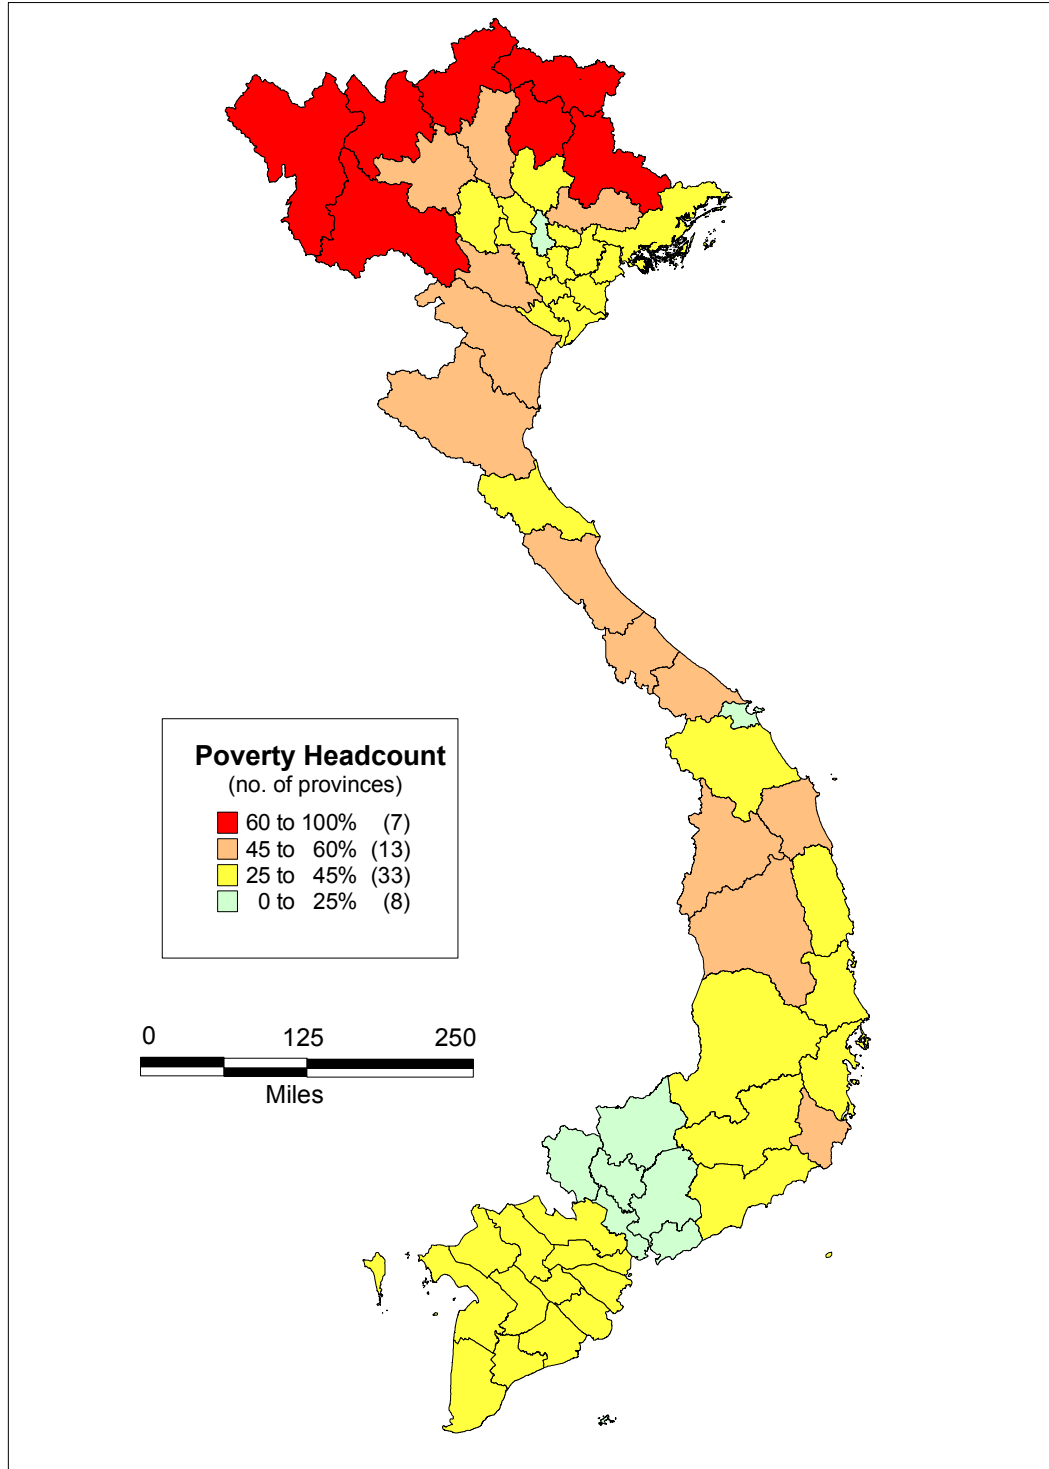 Poverty Headcount
(no. of provinces)
60 to 100% (7)
45 to 60% (13)
25 to 45% (33)
0 to 25% (8)
0 125 250
Miles